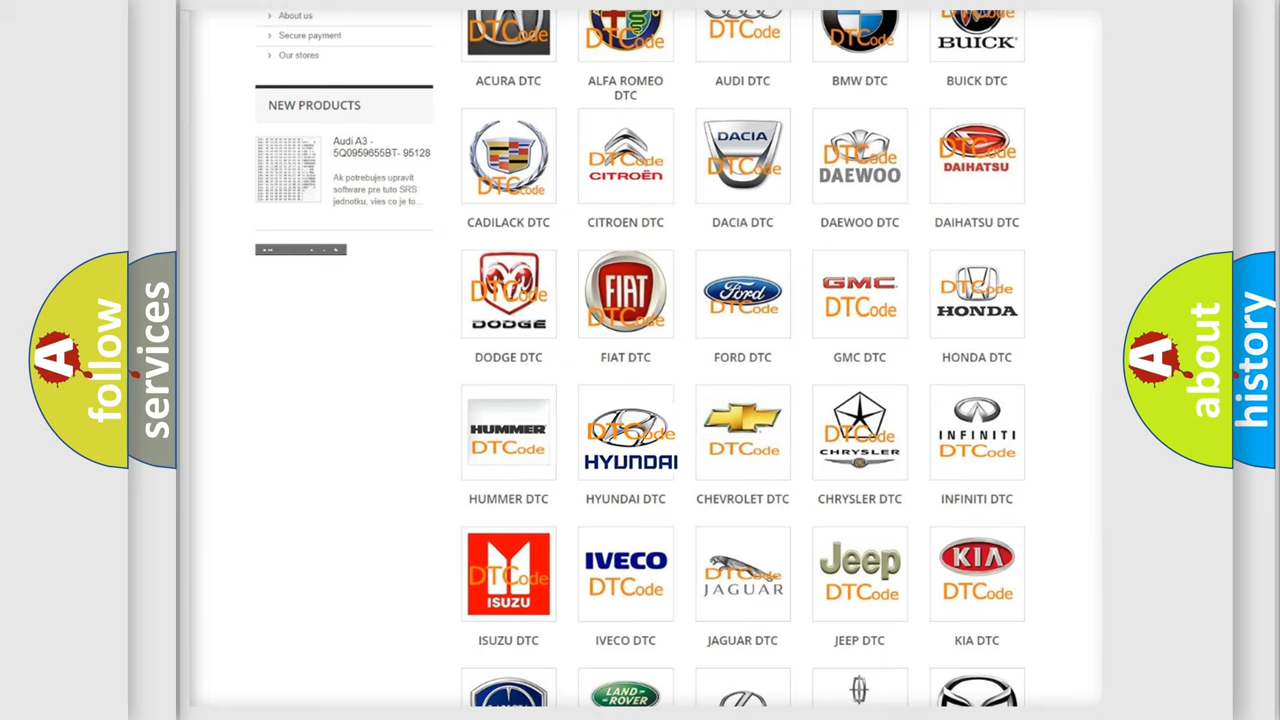 About us
Secure payment
Our stores
NEW PRODUCTS
Audi A3 -
5Q0959655BT- 95128
Ak potrebujes upravit
software pre tuto SRS
jednotku, vies co je to...
DTCode
DTCode
DTCode
DTCode
BUICK
ACURA DTC
ALFA ROMEO
DTC
AUDI DTC
BMW DTC
BUICK DTC
DTCode
DTCode
CITROËN
DACIA
DTCode
DTCode
DAEWOO
DTCode
DAIHATSU
CADILACK DTC
CITROEN DTC
DACIA DTC
DAEWOO DTC
DAIHATSU DTC
DTCode
DODGE
FIAT
DTCode
Ford
DTCode
GMC
DTCode
DTCode
HONDA
DODGE DTC
FIAT DTC
FORD DTC
GMC DTC
HONDA DTC
HUMMER
DTCode
DTCode
HYUNDAI
DTCode
DTCode
CHRYSLER
INFINITI
DTCode
HUMMER DTC
HYUNDAI DTC
CHEVROLET DTC
CHRYSLER DTC
INFINITI DTC
DTCode
ISUZU
IVECO
DTCode
DTCode
JAGUAR
Jeep
DTCode
KIA
DTCode
ISUZU DTC
IVECO DTC
JAGUAR DTC
JEEP DTC
KIA DTC
LAND-
ROVER
A
follow
services
A
about
history